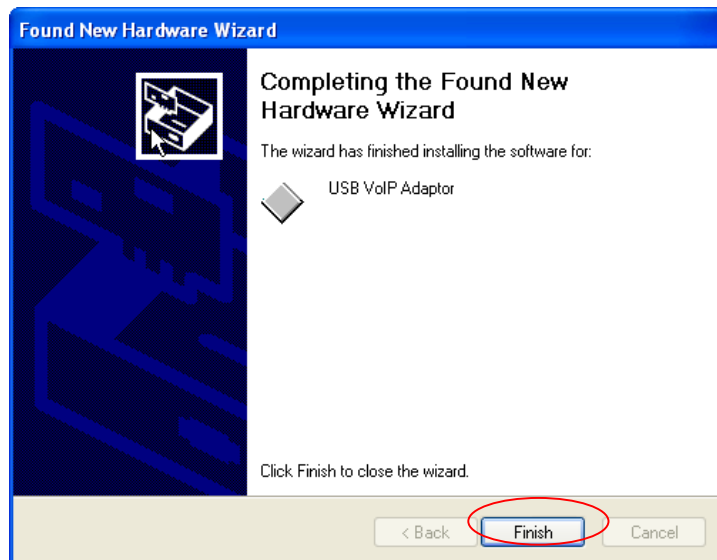 Found New Hardware Wizard
Completing the Found New
Hardware Wizard
The wizard has finished installing the software for:
USB VoIP Adaptor
Click Finish to close the wizard.
< Back
Finish
Cancel